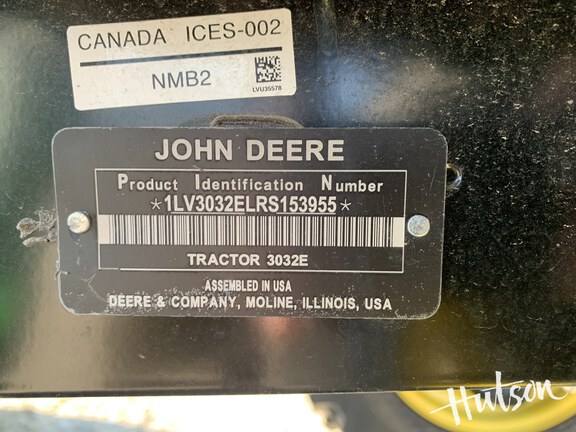 CANADA ICES-002
NMB2
LVU35578
JOHN DEERE
Product Identification Number
*1LV3032ELRS153955*
TRACTOR 3032E
ASSEMBLED IN USA
DEERE & COMPANY, MOLINE, ILLINOIS, USA
Hutson